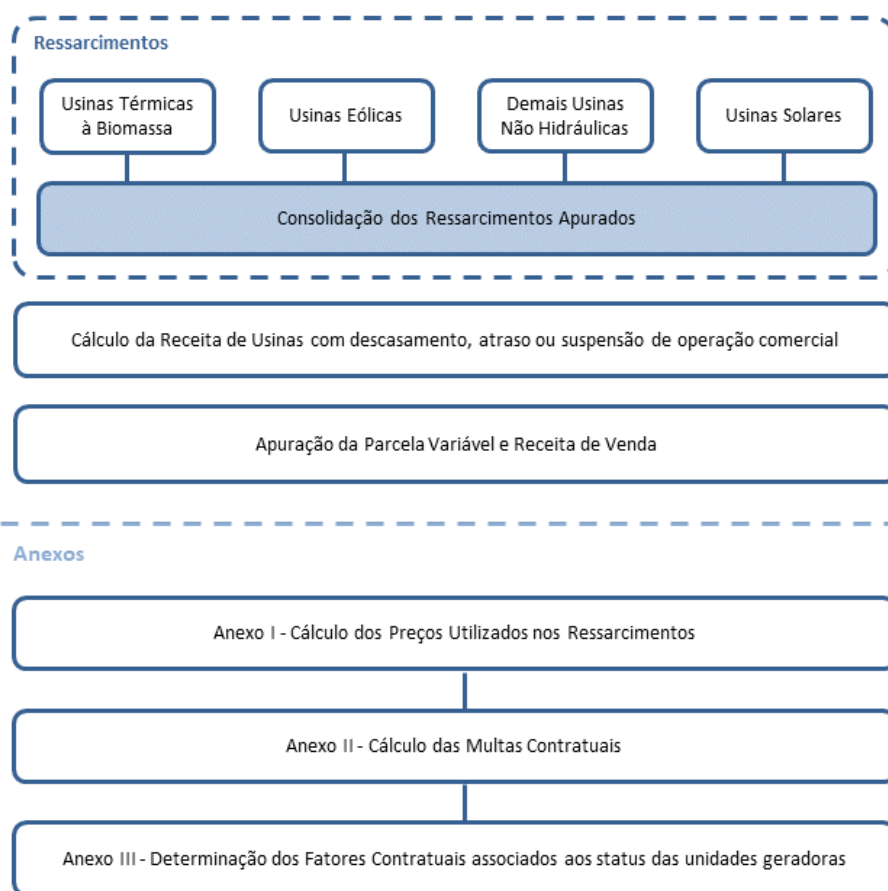 Ressarcimentos
Usinas Térmicas
à Biomassa
Usinas Eólicas
Demais Usinas
Não Hidráulicas
Usinas Solares
Consolidação dos Ressarcimentos Apurados
Cálculo da Receita de Usinas com descasamento, atraso ou suspensão de operação comercial
Apuração da Parcela Variável e Receita de Venda
Anexos
Anexo I - Cálculo dos Preços Utilizados nos Ressarcimentos
Anexo II - Cálculo das Multas Contratuais
Anexo III - Determinação dos Fatores Contratuais associados aos status das unidades geradoras